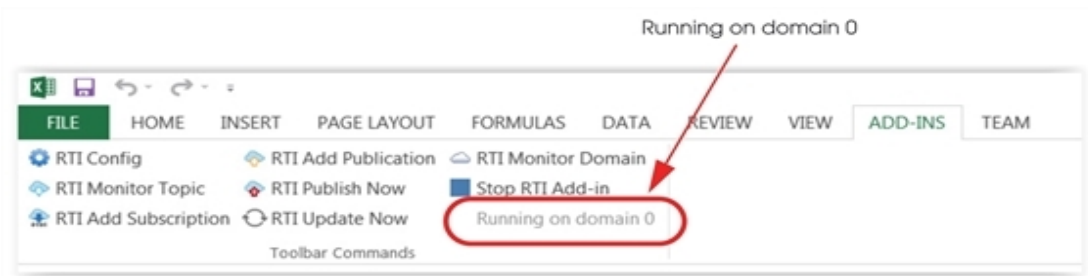 Running on domain 0
FILE HOME INSERT PAGE LAYOUT FORMULAS DATA REVIEW VIEW ADD-INS TEAM
RTI Config RTI Add Publication RTI Monitor Domain
RTI Monitor Topic RTI Publish Now Stop RTI Add-in
RTI Add Subscription RTI Update Now Running on domain 0
Toolbar Commands